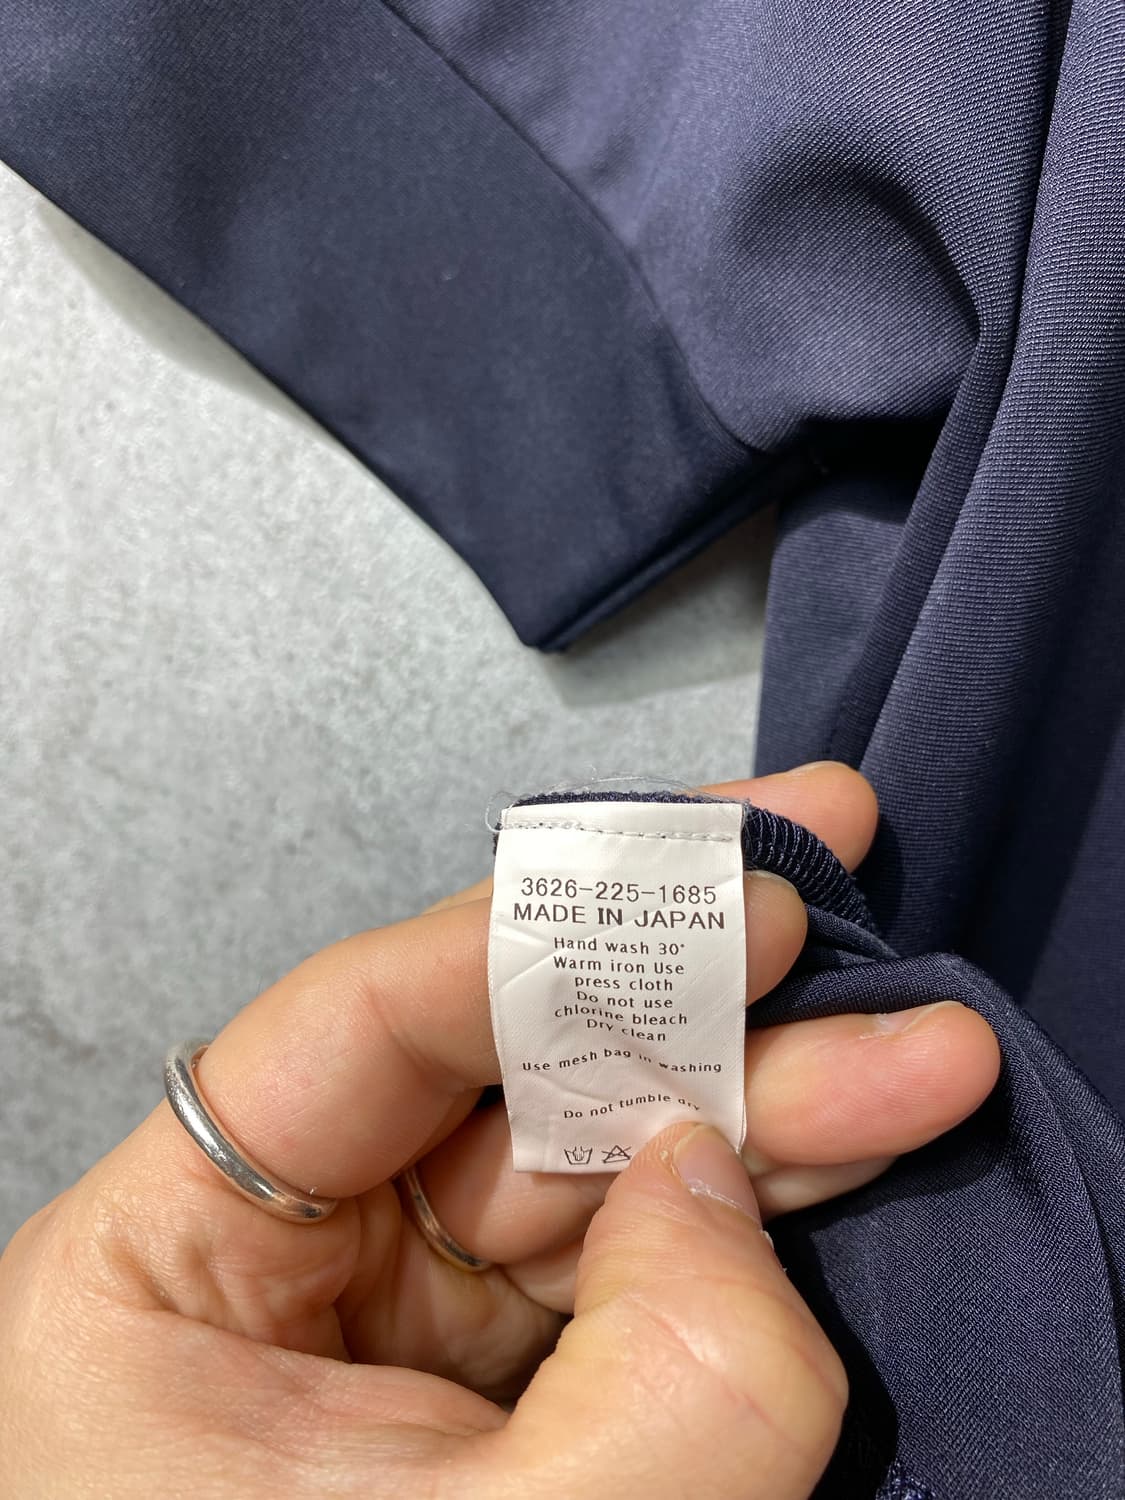 3626-225-1685
MADE IN JAPAN
Hand wash 30°
Warm iron Use
press cloth
Do not use
chlorine bleach
Dry clean
Use mesh bag in washing
Do not tumble dry